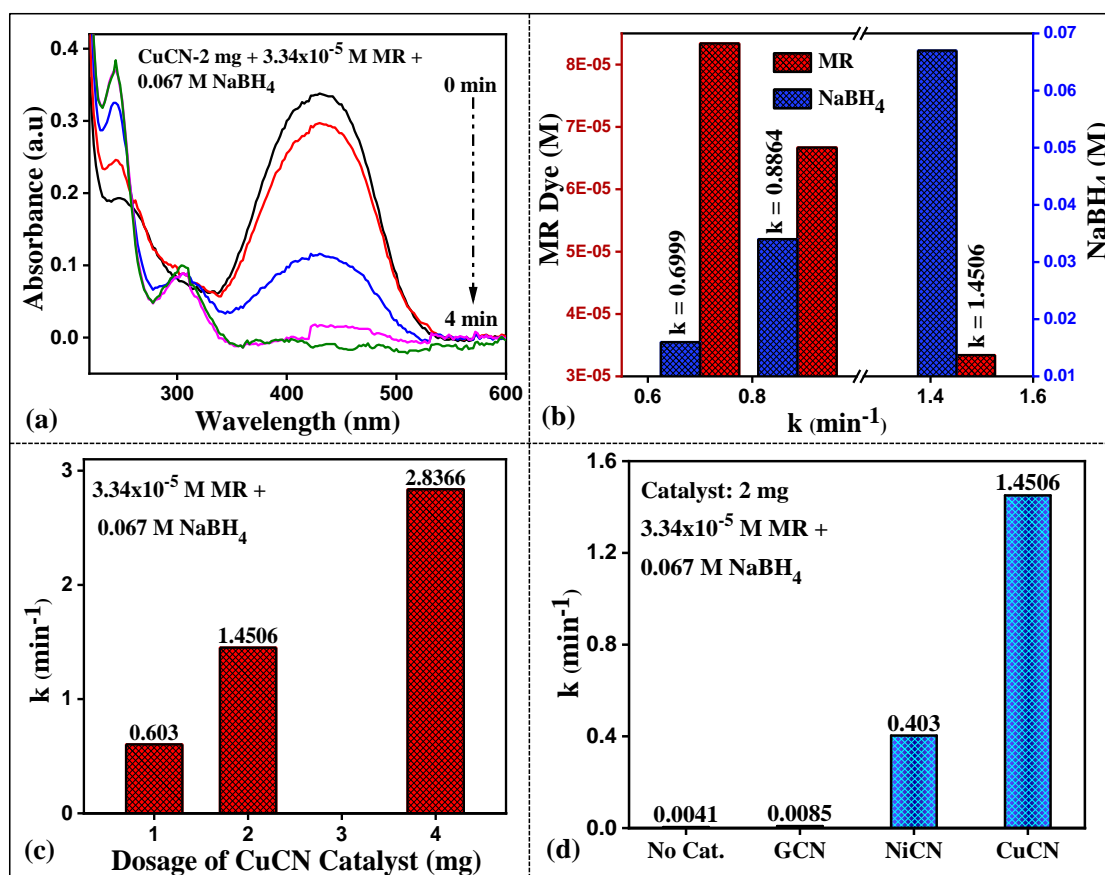 CuCN-2 mg + 3.34x10⁻⁵ M MR +
0.067 M NaBH₄
0 min
4 min
Absorbance (a.u)
0.4
0.3
0.2
0.1
0.0
300
400
500
600
Wavelength (nm)
(a)
MR
NaBH₄
k = 0.6999
k = 0.8864
k = 1.4506
MR Dye (M)
8E-05
7E-05
6E-05
5E-05
4E-05
3E-05
NaBH₄ (M)
0.07
0.06
0.05
0.04
0.03
0.02
0.01
0.6
0.8
1.4
1.6
k (min⁻¹)
(b)
3.34x10⁻⁵ M MR +
0.067 M NaBH₄
0.603
1.4506
2.8366
k (min⁻¹)
3
2
1
0
1
2
3
4
Dosage of CuCN Catalyst (mg)
(c)
Catalyst: 2 mg
3.34x10⁻⁵ M MR +
0.067 M NaBH₄
0.0041
0.0085
0.403
1.4506
k (min⁻¹)
1.6
1.2
0.8
0.4
0.0
No Cat.
GCN
NiCN
CuCN
(d)